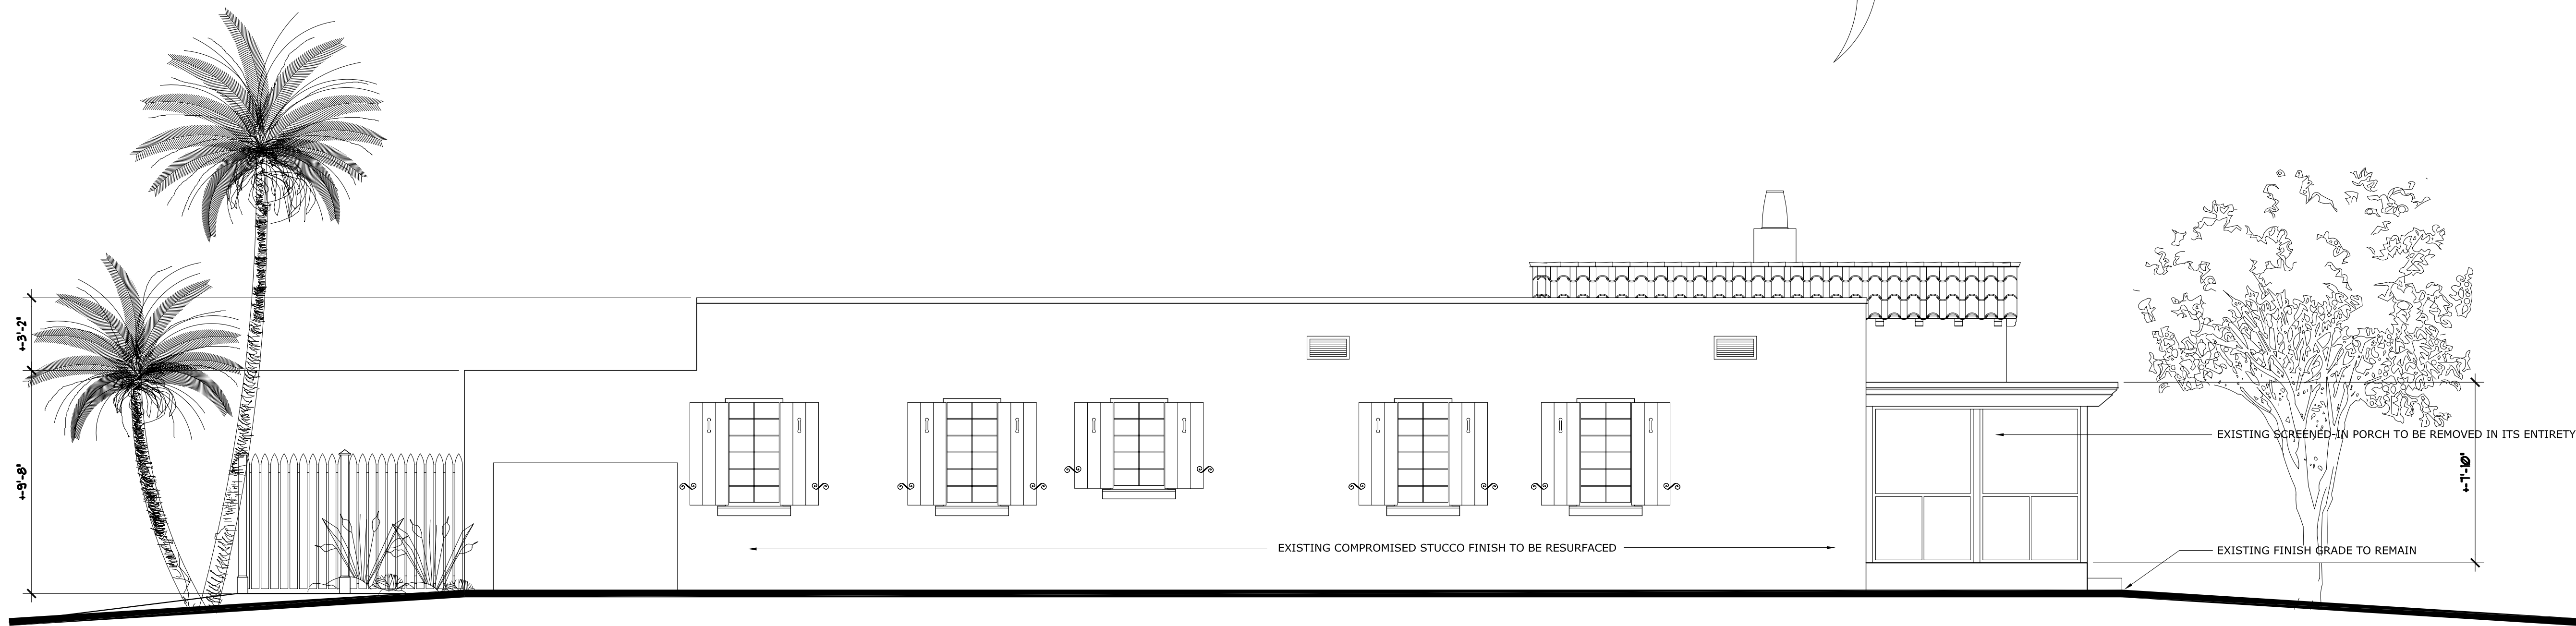 +-3'-2"
+-9'-8"
EXISTING SCREENED-IN PORCH TO BE REMOVED IN ITS ENTIRETY
+-7'-10"
EXISTING COMPROMISED STUCCO FINISH TO BE RESURFACED
EXISTING FINISH GRADE TO REMAIN